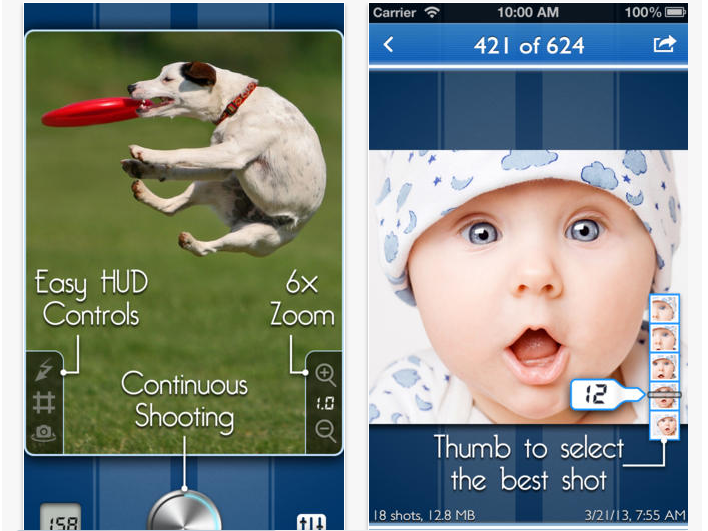 Easy HUD
Controls
6x
Zoom
1.0
Continuous
Shooting
158
Carrier 10:00 AM 100%
421 of 624
12
Thumb to select
the best shot
18 shots, 12.8 MB 3/21/13, 7:55 AM